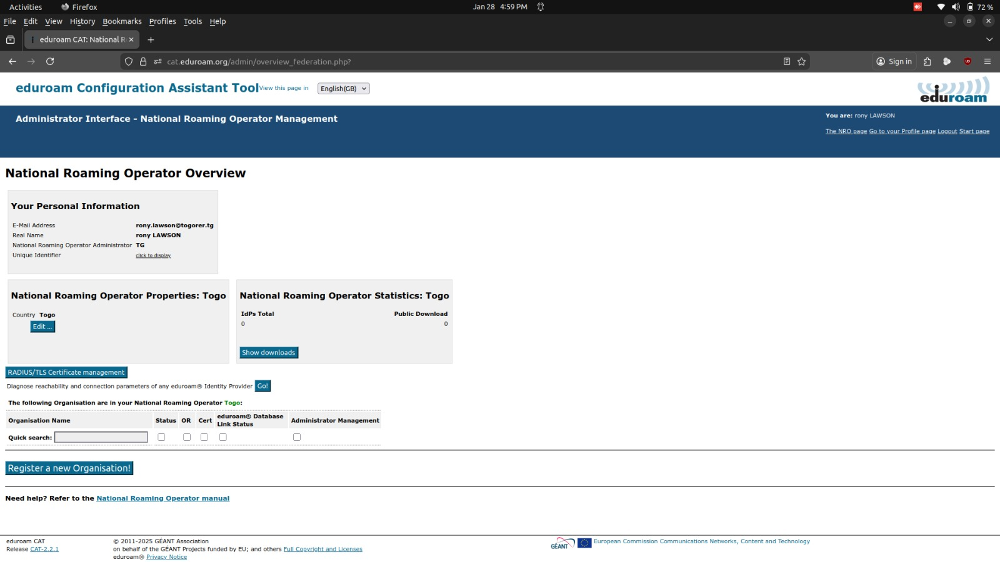 Activities Firefox Jan 28 4:59 PM 72 %
File Edit View History Bookmarks Profiles Tools Help
eduroam CAT: National R
cat.eduroam.org/admin/overview_federation.php? Sign in
eduroam Configuration Assistant Tool View this page in English(GB)
eduroam
Administrator Interface - National Roaming Operator Management
You are: rony LAWSON
The NRO page Go to your Profile page Logout Start page
National Roaming Operator Overview
Your Personal Information
E-Mail Address rony.lawson@togorer.tg
Real Name rony LAWSON
National Roaming Operator Administrator TG
Unique Identifier click to display
National Roaming Operator Properties: Togo
Country Togo
Edit ...
National Roaming Operator Statistics: Togo
IdPs Total Public Download
0 0
Show downloads
RADIUS/TLS Certificate management
Diagnose reachability and connection parameters of any eduroam® Identity Provider Go!
The following Organisation are in your National Roaming Operator Togo:
Organisation Name Status OR Cert eduroam® Database Link Status Administrator Management
Quick search:
Register a new Organisation!
Need help? Refer to the National Roaming Operator manual
eduroam CAT
Release CAT-2.2.1
© 2011-2025 GÉANT Association
on behalf of the GÉANT Projects funded by EU; and others Full Copyright and Licenses
eduroam® Privacy Notice
GÉANT
European Commission Communications Networks, Content and Technology